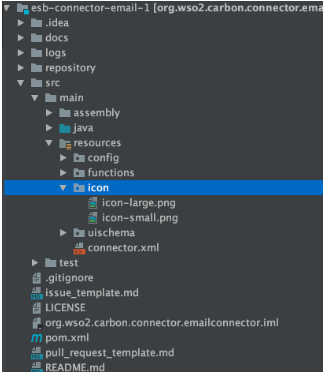 esb-connector-email-1 [org.wso2.carbon.connector.ema
.idea
docs
logs
repository
src
main
assembly
java
resources
config
functions
icon
icon-large.png
icon-small.png
uischema
connector.xml
test
.gitignore
issue_template.md
LICENSE
org.wso2.carbon.connector.emailconnector.iml
pom.xml
pull_request_template.md
README.md